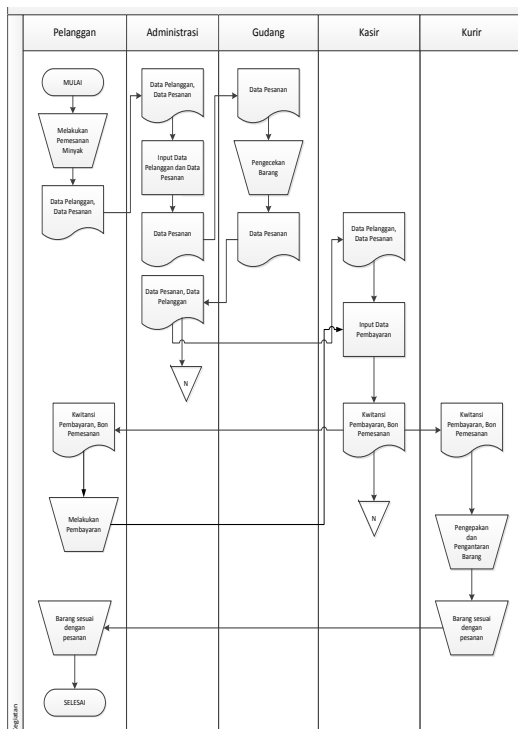 Pelanggan
Administrasi
Gudang
Kasir
Kurir
MULAI
Melakukan
Pemesanan
Minyak
Data Pelanggan,
Data Pesanan
Data Pelanggan,
Data Pesanan
Input Data
Pelanggan dan Data
Pesanan
Data Pesanan
Data Pesanan
Pengecekan
Barang
Data Pesanan
Data Pesanan, Data
Pelanggan
N
Data Pelanggan,
Data Pesanan
Input Data
Pembayaran
Kwitansi
Pembayaran, Bon
Pemesanan
N
Kwitansi
Pembayaran, Bon
Pemesanan
Melakukan
Pembayaran
Kwitansi
Pembayaran, Bon
Pemesanan
Pengepakan
dan
Pengantaran
Barang
Barang sesuai
dengan
pesanan
Barang sesuai
dengan
pesanan
SELESAI